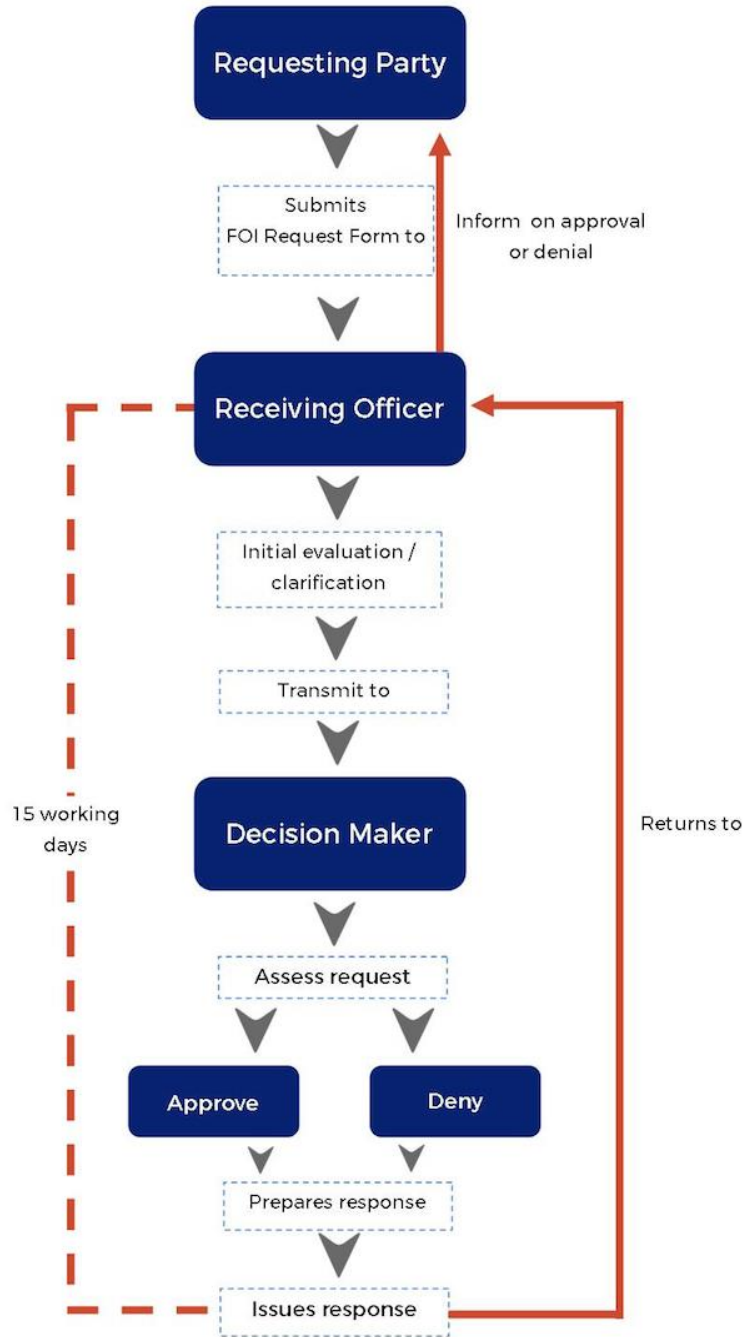 Requesting Party
Submits
FOI Request Form to
Inform on approval
or denial
Receiving Officer
Initial evaluation /
clarification
Transmit to
15 working
days
Decision Maker
Returns to
Assess request
Approve
Deny
Prepares response
Issues response